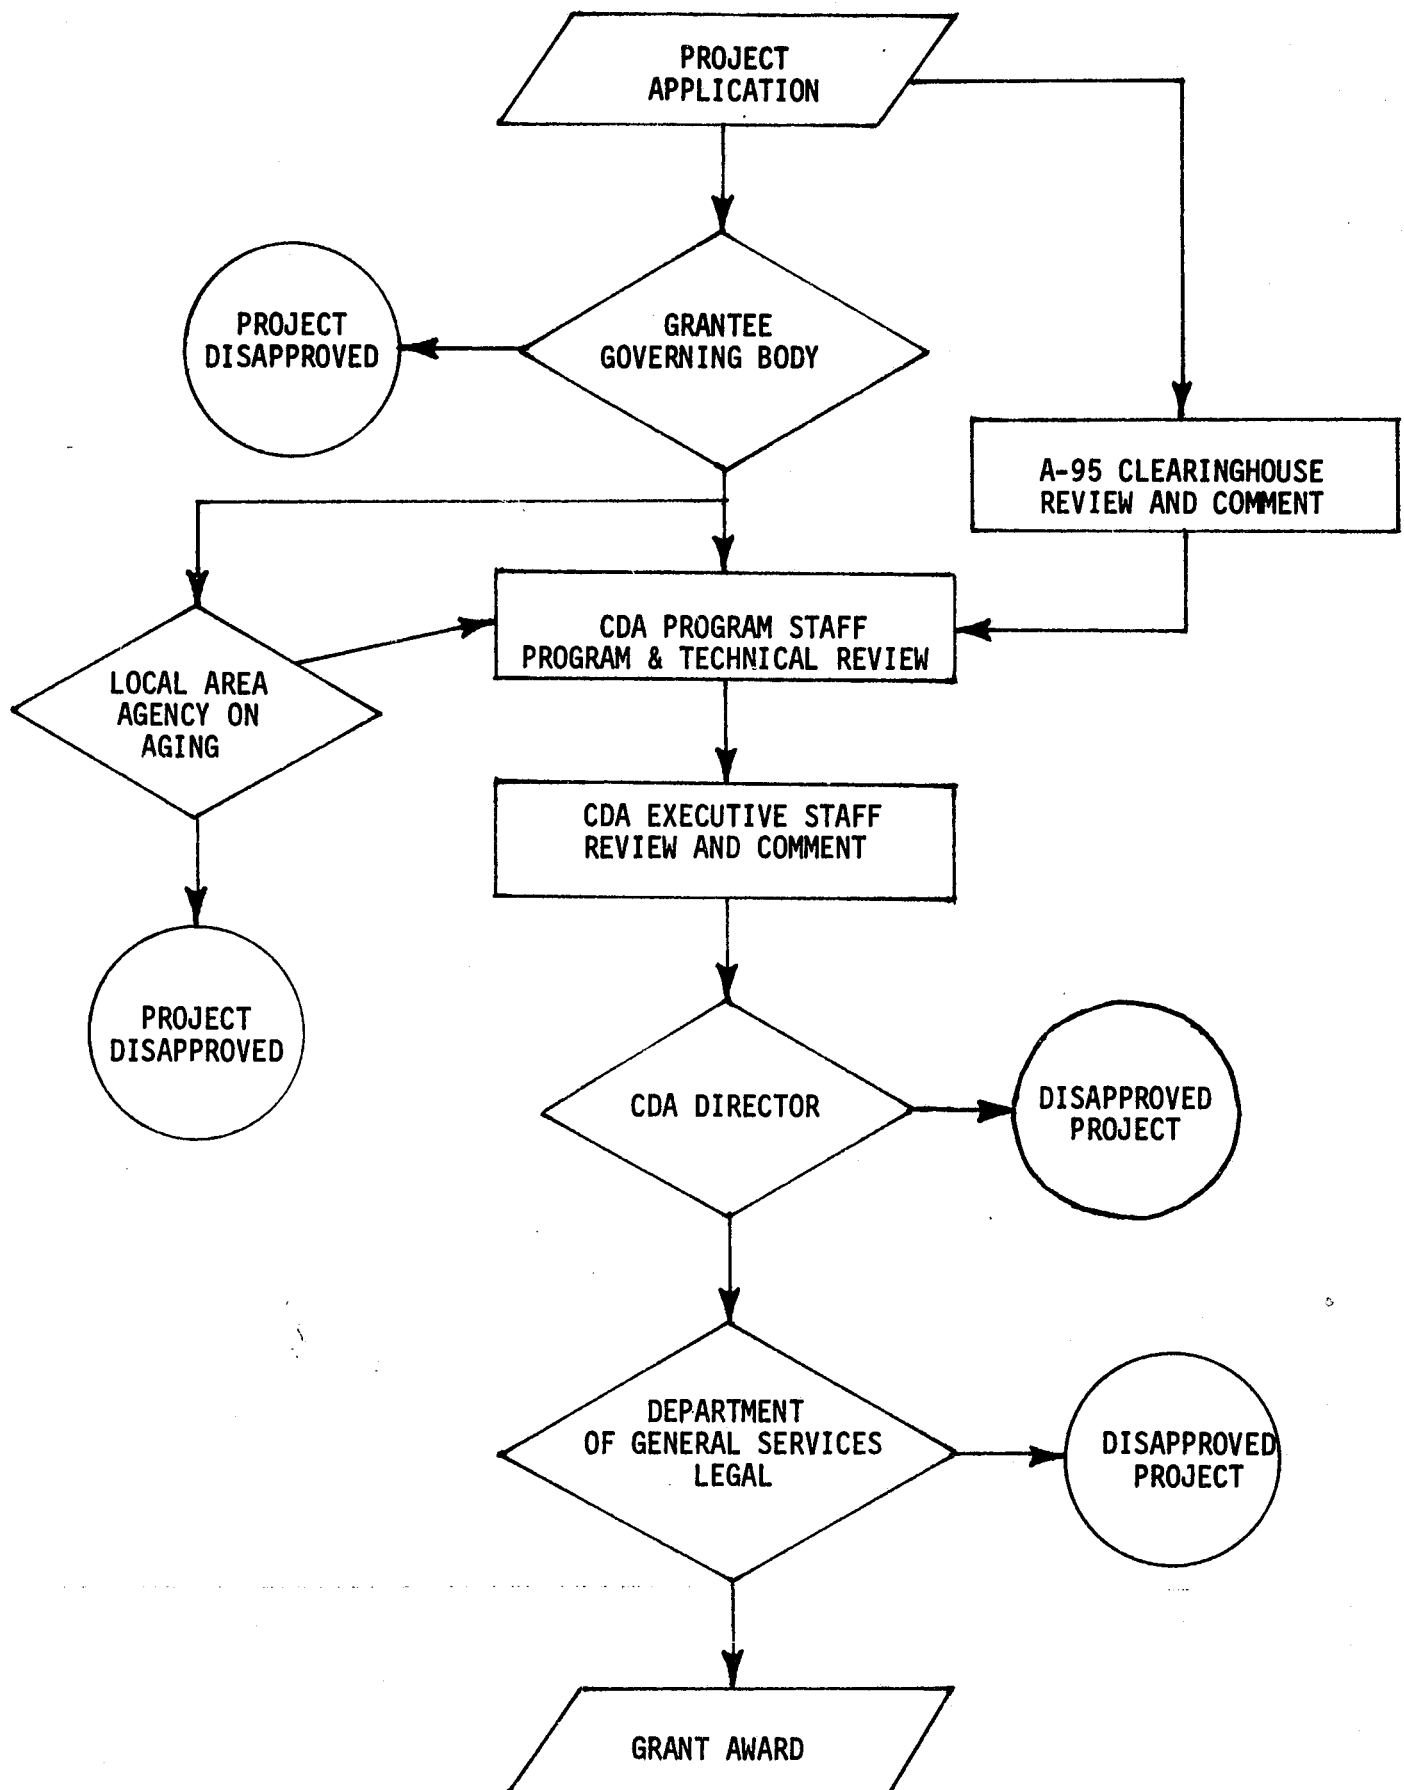 PROJECT
APPLICATION
PROJECT
DISAPPROVED
GRANTEE
GOVERNING BODY
A-95 CLEARINGHOUSE
REVIEW AND COMMENT
CDA PROGRAM STAFF
PROGRAM & TECHNICAL REVIEW
LOCAL AREA
AGENCY ON
AGING
CDA EXECUTIVE STAFF
REVIEW AND COMMENT
PROJECT
DISAPPROVED
CDA DIRECTOR
DISAPPROVED
PROJECT
DEPARTMENT
OF GENERAL SERVICES
LEGAL
DISAPPROVED
PROJECT
GRANT AWARD